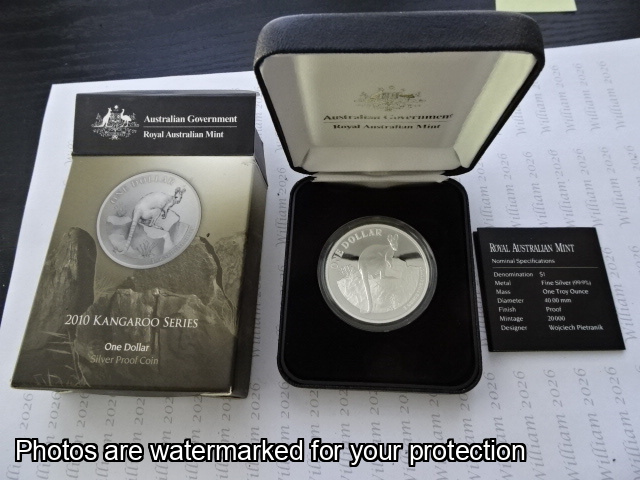 Australian Government
Royal Australian Mint
ONE DOLLAR
2010 KANGAROO SERIES
One Dollar
Silver Proof Coin
Australian Government
Royal Australian Mint
ONE DOLLAR
ROYAL AUSTRALIAN MINT
Nominal Specifications
Denomination $1
Metal Fine Silver (99.9%)
Mass One Troy Ounce
Diameter 40.00 mm
Finish Proof
Mintage 20000
Designer Wojciech Pietranik
William 2026
Photos are watermarked for your protection